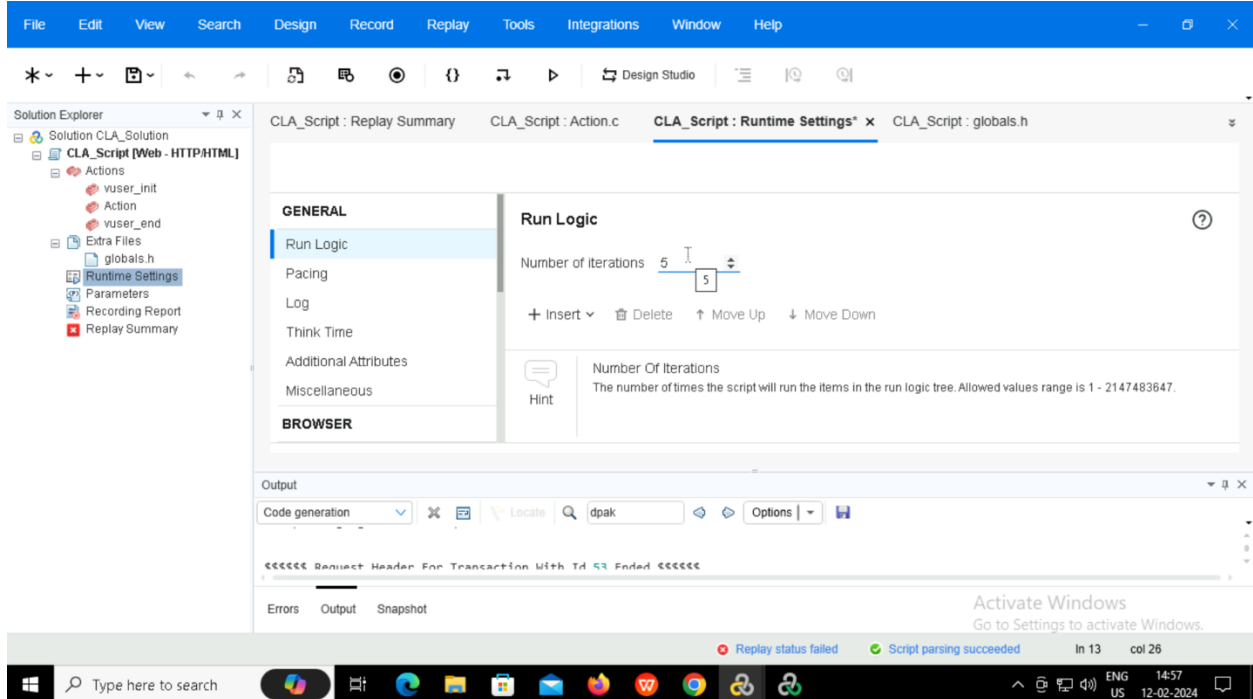 File Edit View Search Design Record Replay Tools Integrations Window Help
Design Studio
Solution Explorer
Solution CLA_Solution
CLA_Script [Web - HTTP/HTML]
Actions
vuser_init
Action
vuser_end
Extra Files
globals.h
Runtime Settings
Parameters
Recording Report
Replay Summary
CLA_Script : Replay Summary CLA_Script : Action.c CLA_Script : Runtime Settings* CLA_Script : globals.h
GENERAL
Run Logic
Pacing
Log
Think Time
Additional Attributes
Miscellaneous
BROWSER
Run Logic
Number of iterations 5
5
Insert Delete Move Up Move Down
Hint
Number Of Iterations
The number of times the script will run the items in the run logic tree. Allowed values range is 1 - 2147483647.
Output
Code generation Locate dpak Options
$$$$$$ Request Header For Transaction With Id 53 Ended $$$$$$
Errors Output Snapshot
Activate Windows
Go to Settings to activate Windows.
Replay status failed Script parsing succeeded ln 13 col 26
Type here to search
ENG
US
14:57
12-02-2024